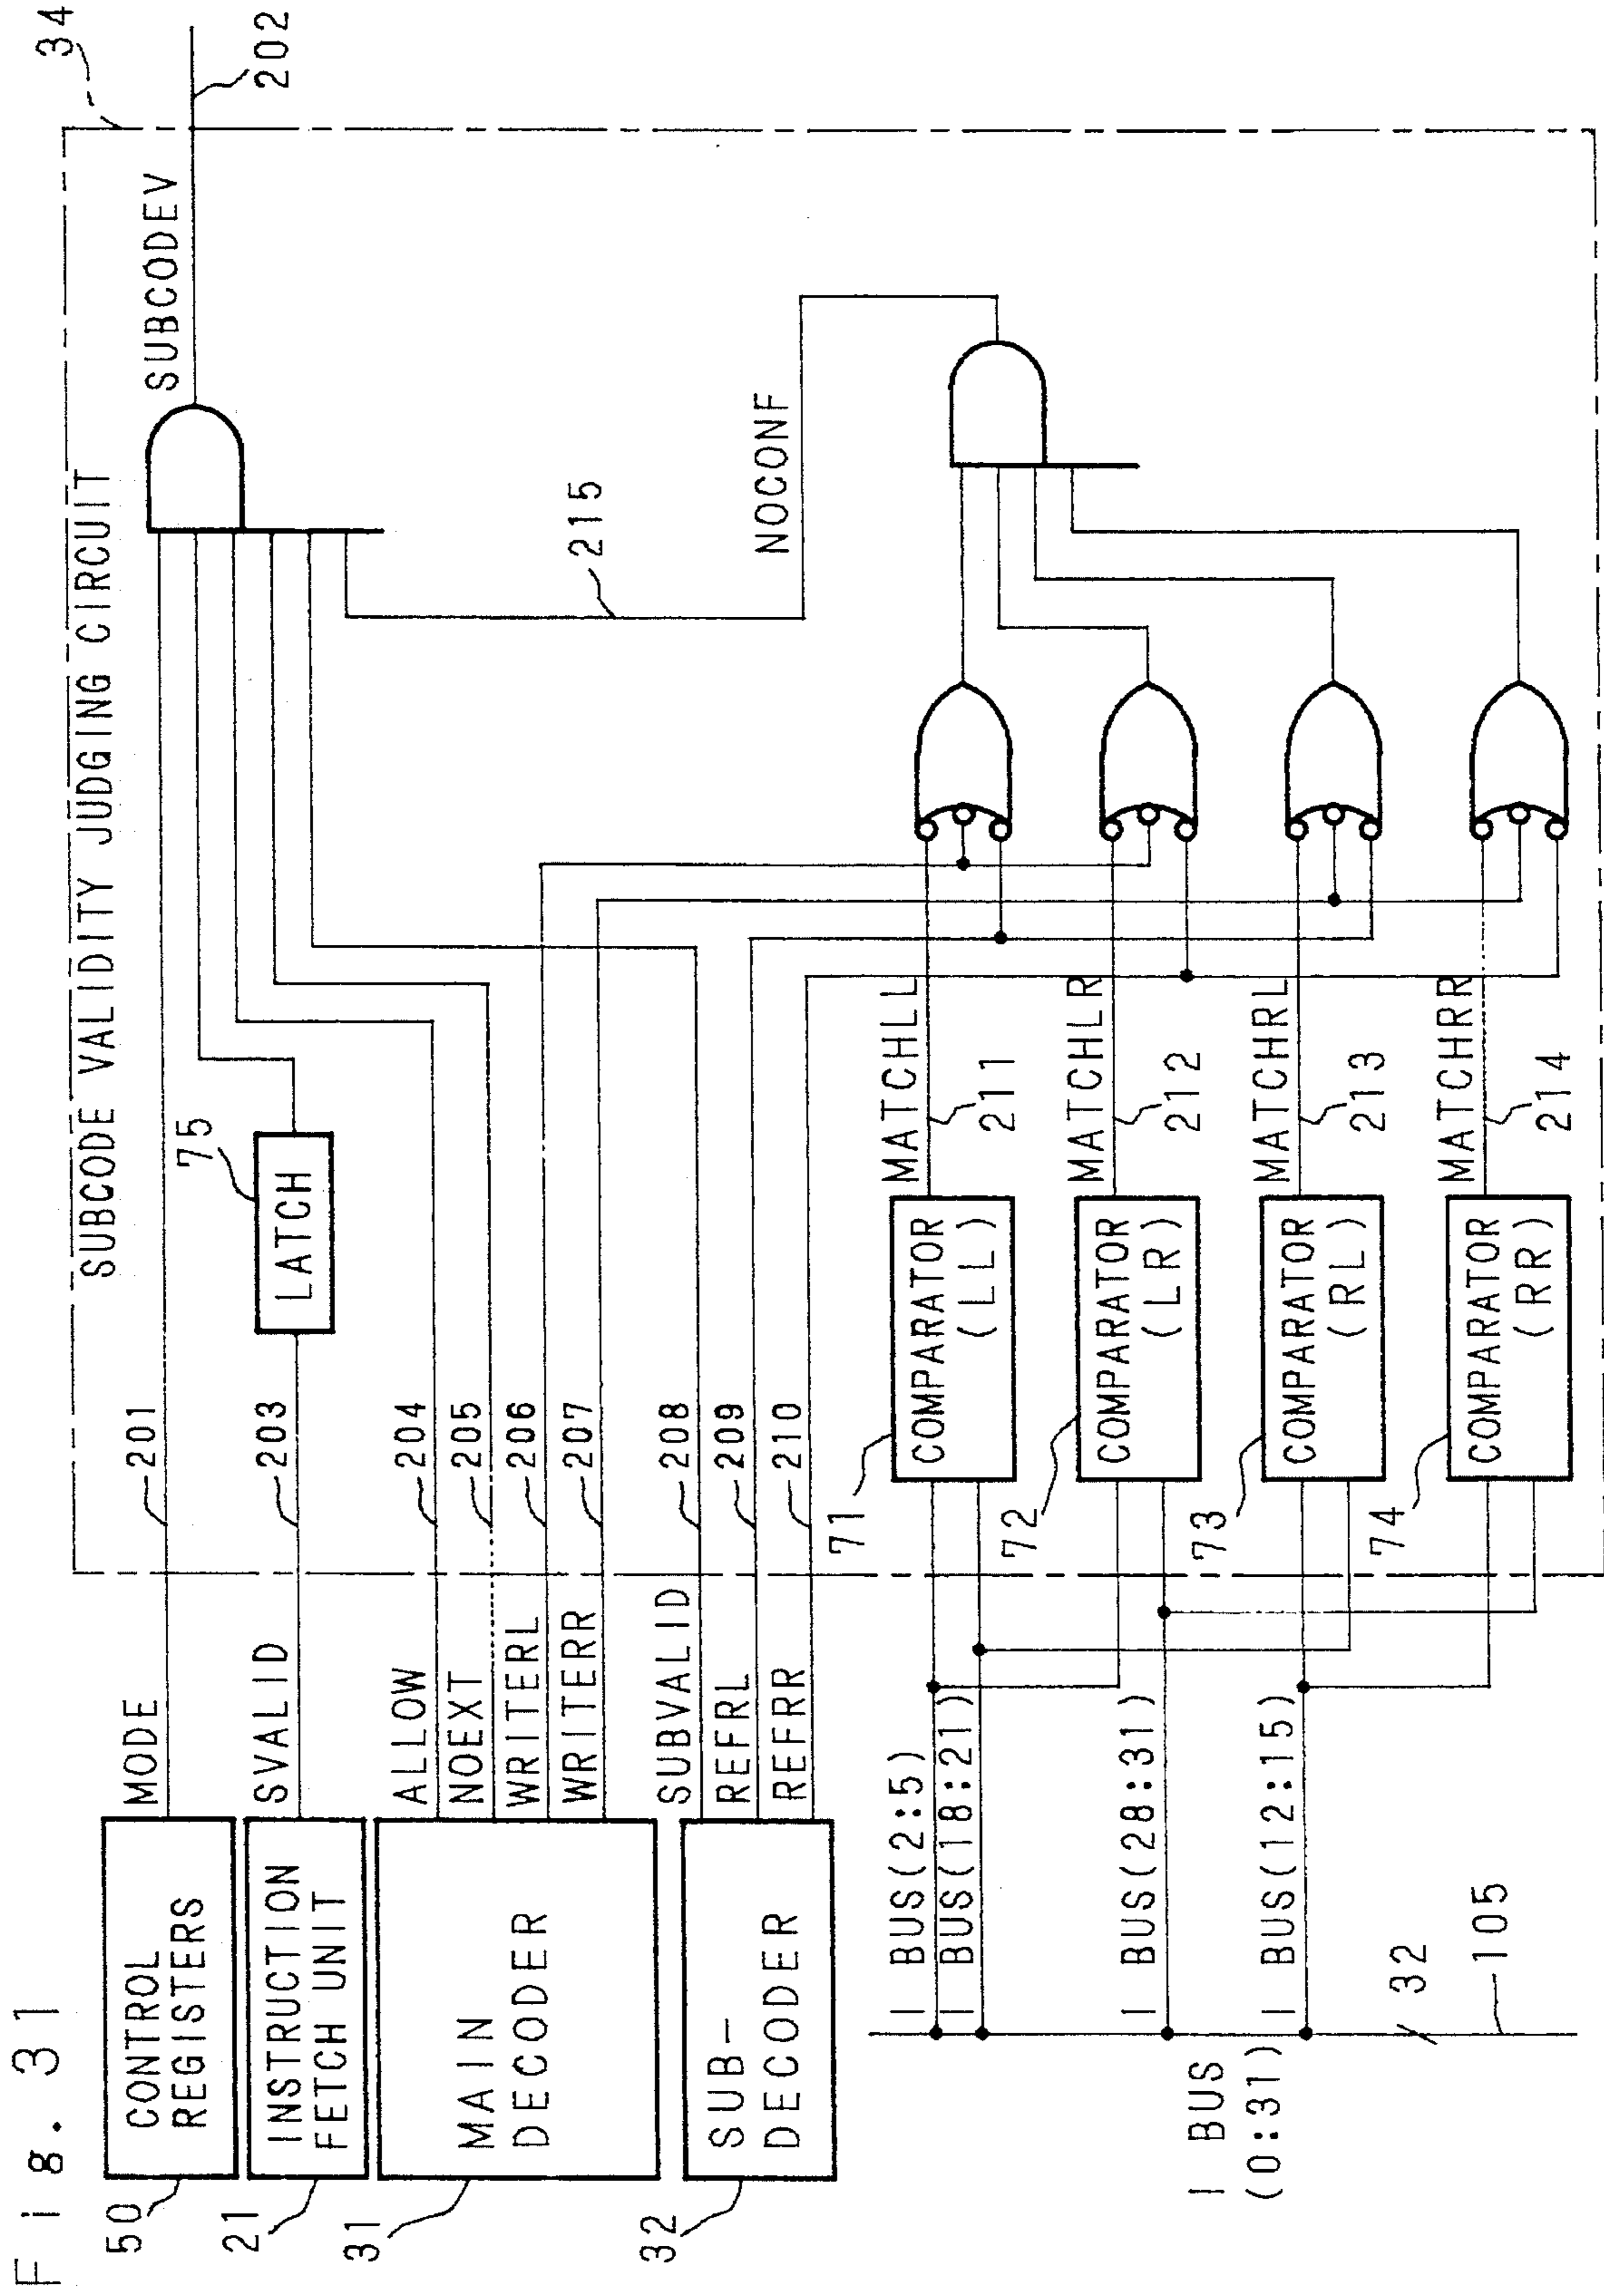 Fig. 31
34
SUBCODE VALIDITY JUDGING CIRCUIT
SUBCODEV
202
50
CONTROL
REGISTERS
MODE
201
21
INSTRUCTION
FETCH UNIT
SVALID
203
75
LATCH
31
MAIN
DECODER
ALLOW
204
NOEXT
205
WRITERL
206
WRITERR
207
32
SUB-
DECODER
SUBVALID
208
REFRL
209
REFRR
210
215
NOCONF
I BUS(2:5)
I BUS(18:21)
71
COMPARATOR
(LL)
MATCHLL
211
72
COMPARATOR
(LR)
MATCHLR
212
I BUS(28:31)
73
COMPARATOR
(RL)
MATCHRL
213
I BUS(12:15)
74
COMPARATOR
(RR)
MATCHRR
214
I BUS
(0:31)
32
105